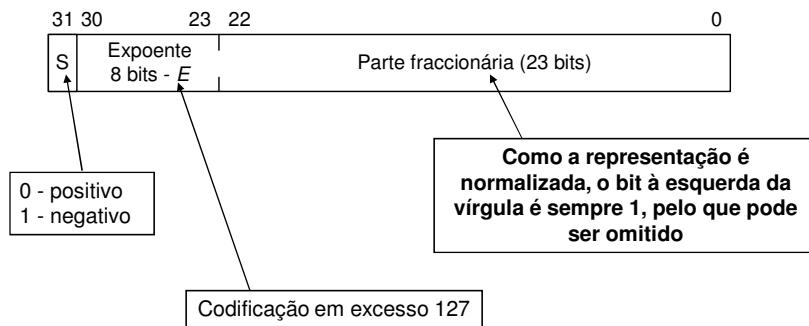 31 30 23 22 0
S
Expoente
8 bits - E
Parte fraccionária (23 bits)
Como a representação é
normalizada, o bit à esquerda da
vírgula é sempre 1, pelo que pode
ser omitido
0 - positivo
1 - negativo
Codificação em excesso 127